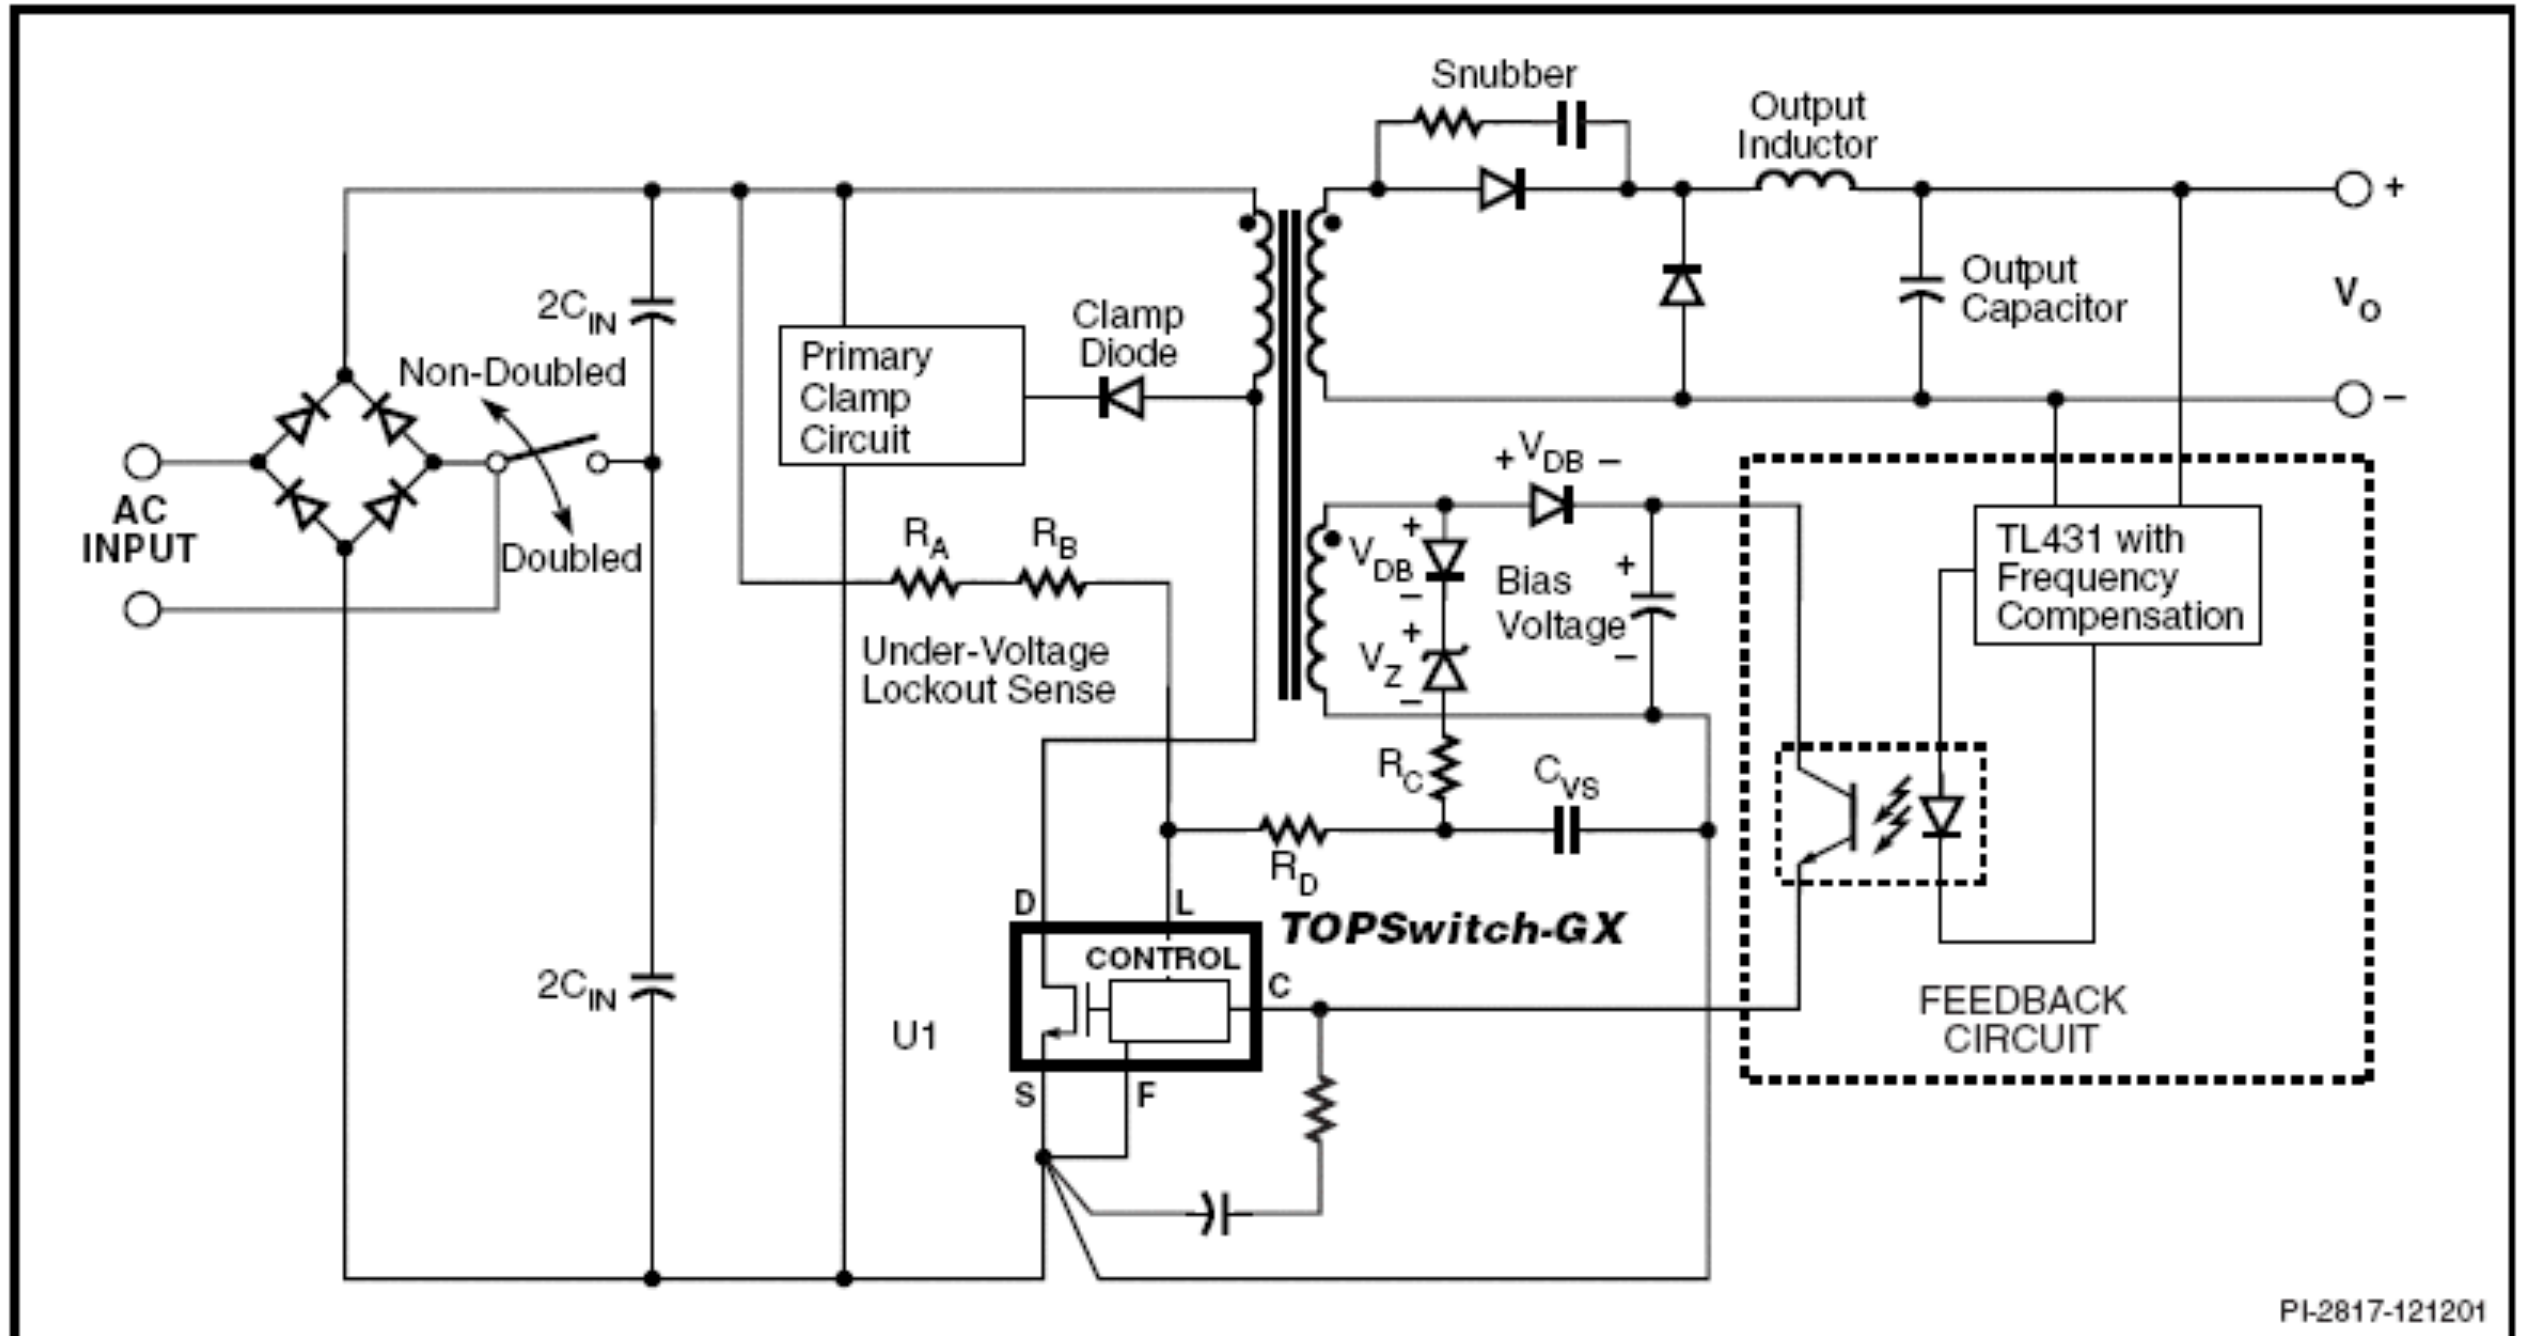 Snubber
Output
Inductor
+
2C_IN
Non-Doubled
Primary
Clamp
Circuit
Clamp
Diode
Output
Capacitor
V_O
–
AC
INPUT
Doubled
R_A
R_B
Under-Voltage
Lockout Sense
+ V_DB –
+
V_DB
–
+
V_Z
–
Bias
Voltage
+
–
TL431 with
Frequency
Compensation
R_C
C_VS
R_D
D
L
TOPSwitch-GX
CONTROL
C
2C_IN
U1
S
F
FEEDBACK
CIRCUIT
PI-2817-121201